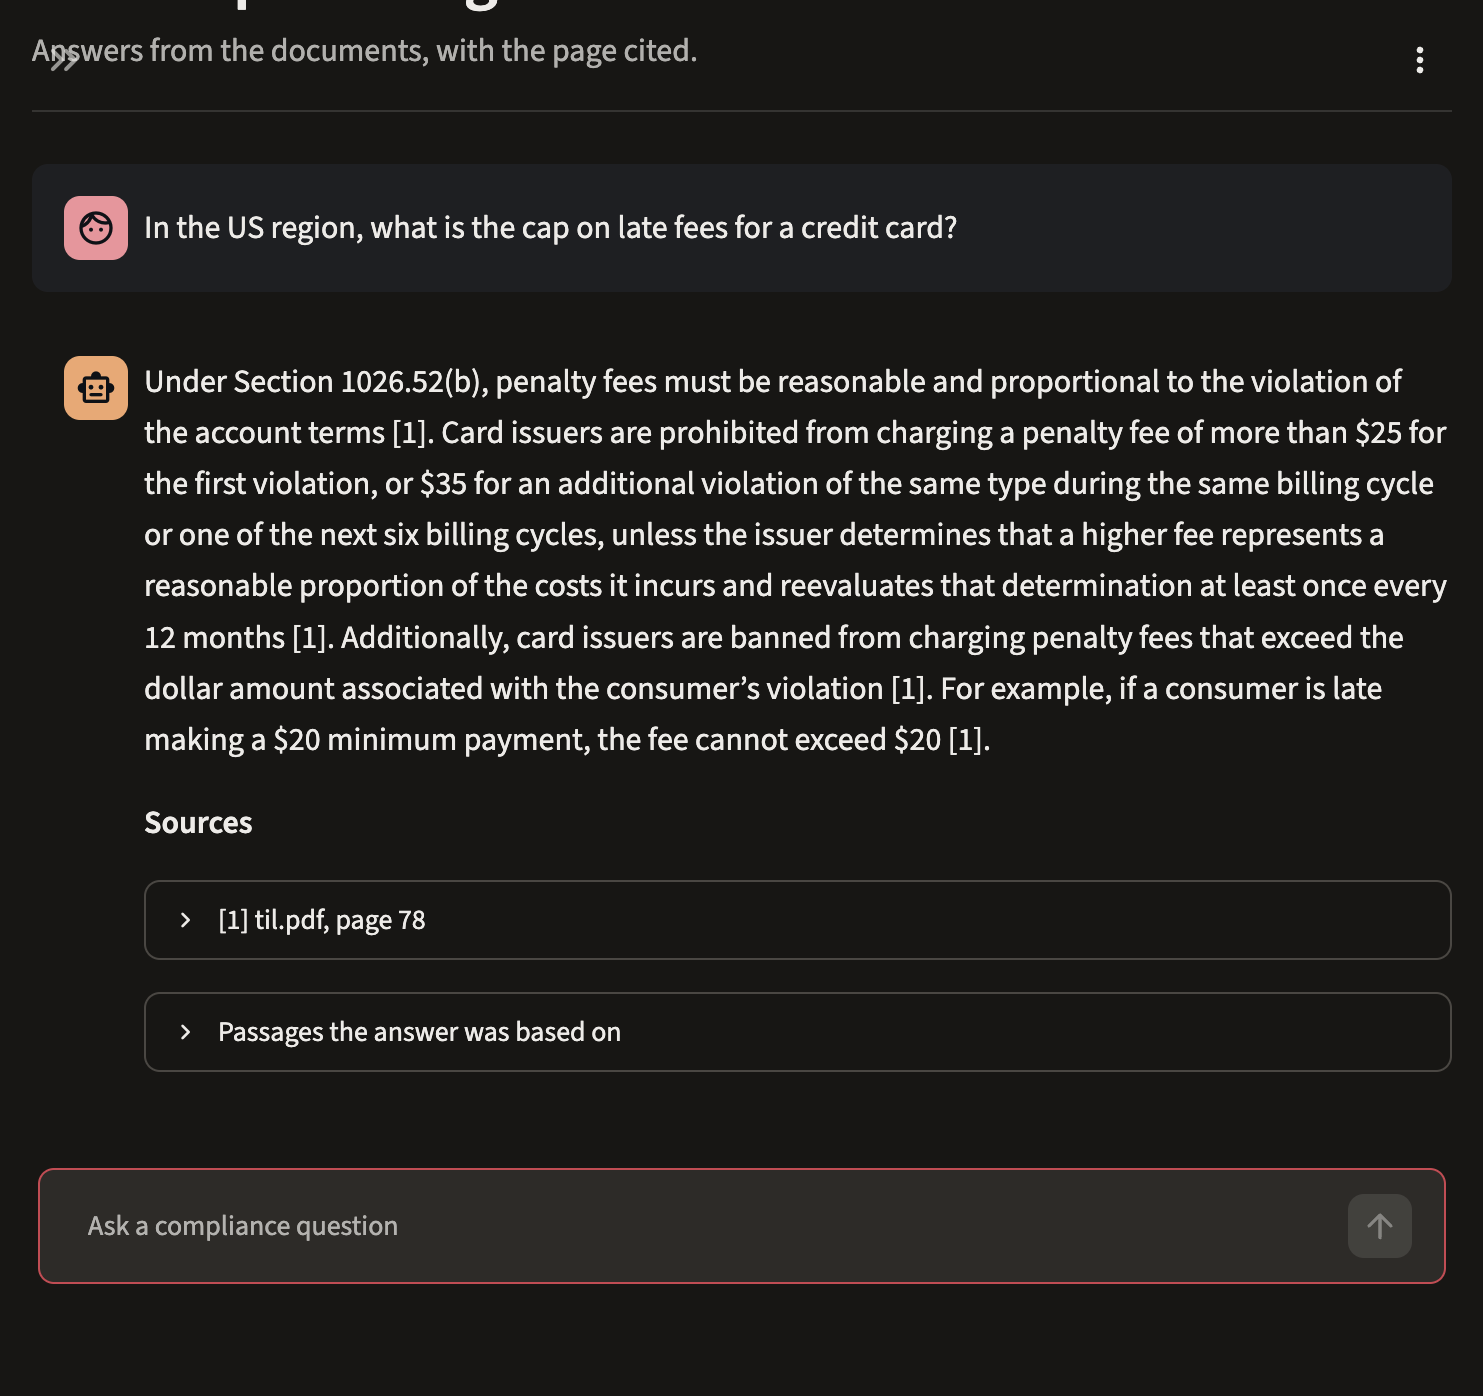 Answers from the documents, with the page cited.
In the US region, what is the cap on late fees for a credit card?
Under Section 1026.52(b), penalty fees must be reasonable and proportional to the violation of
the account terms [1]. Card issuers are prohibited from charging a penalty fee of more than $25 for
the first violation, or $35 for an additional violation of the same type during the same billing cycle
or one of the next six billing cycles, unless the issuer determines that a higher fee represents a
reasonable proportion of the costs it incurs and reevaluates that determination at least once every
12 months [1]. Additionally, card issuers are banned from charging penalty fees that exceed the
dollar amount associated with the consumer’s violation [1]. For example, if a consumer is late
making a $20 minimum payment, the fee cannot exceed $20 [1].
Sources
[1] til.pdf, page 78
Passages the answer was based on
Ask a compliance question